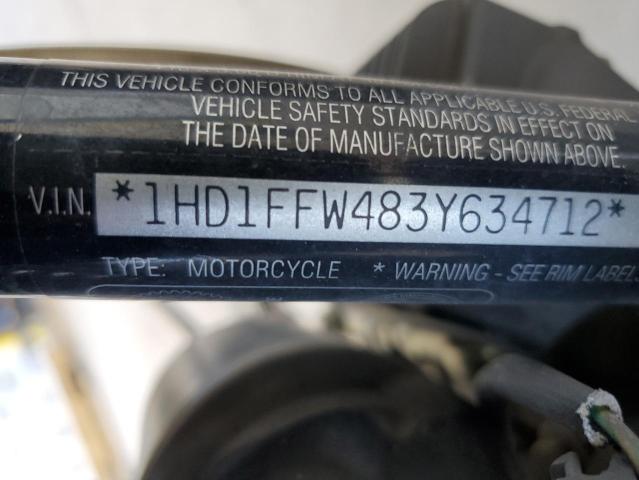 THIS VEHICLE CONFORMS TO ALL APPLICABLE U.S. FEDERAL
VEHICLE SAFETY STANDARDS IN EFFECT ON
THE DATE OF MANUFACTURE SHOWN ABOVE.
V.I.N. *1HD1FFW483Y634712*
TYPE: MOTORCYCLE * WARNING - SEE RIM LABEL